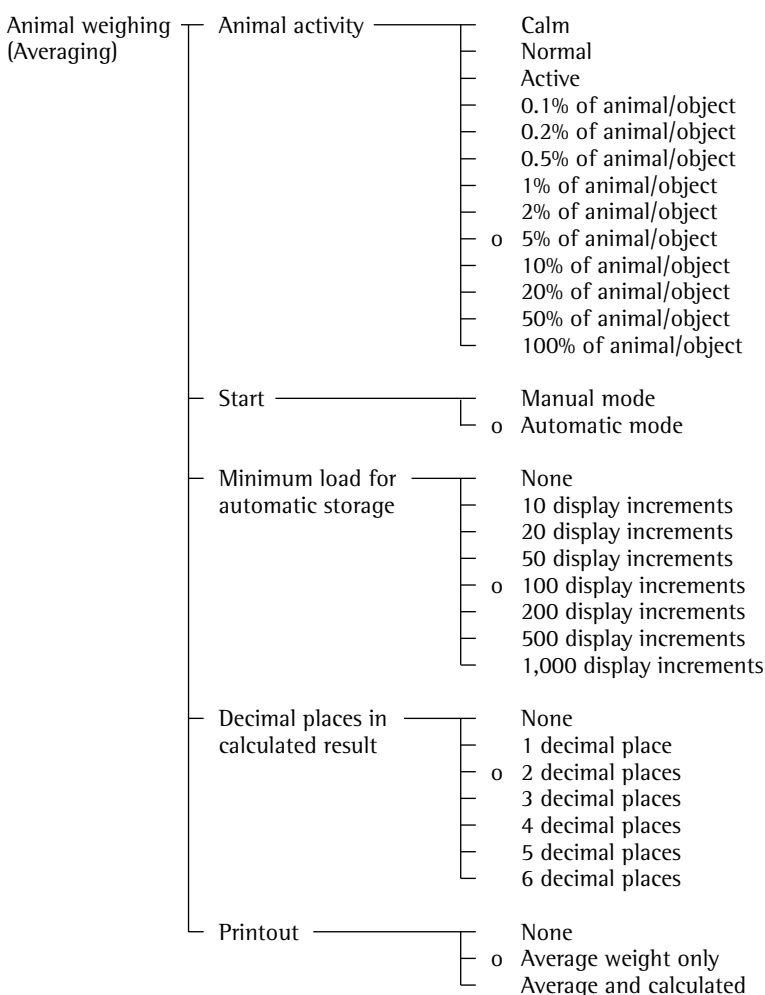 Animal weighing Animal activity Calm
(Averaging) Normal
Active
0.1% of animal/object
0.2% of animal/object
0.5% of animal/object
1% of animal/object
2% of animal/object
o 5% of animal/object
10% of animal/object
20% of animal/object
50% of animal/object
100% of animal/object
Start Manual mode
o Automatic mode
Minimum load for None
automatic storage 10 display increments
20 display increments
50 display increments
o 100 display increments
200 display increments
500 display increments
1,000 display increments
Decimal places in None
calculated result 1 decimal place
o 2 decimal places
3 decimal places
4 decimal places
5 decimal places
6 decimal places
Printout None
o Average weight only
Average and calculated